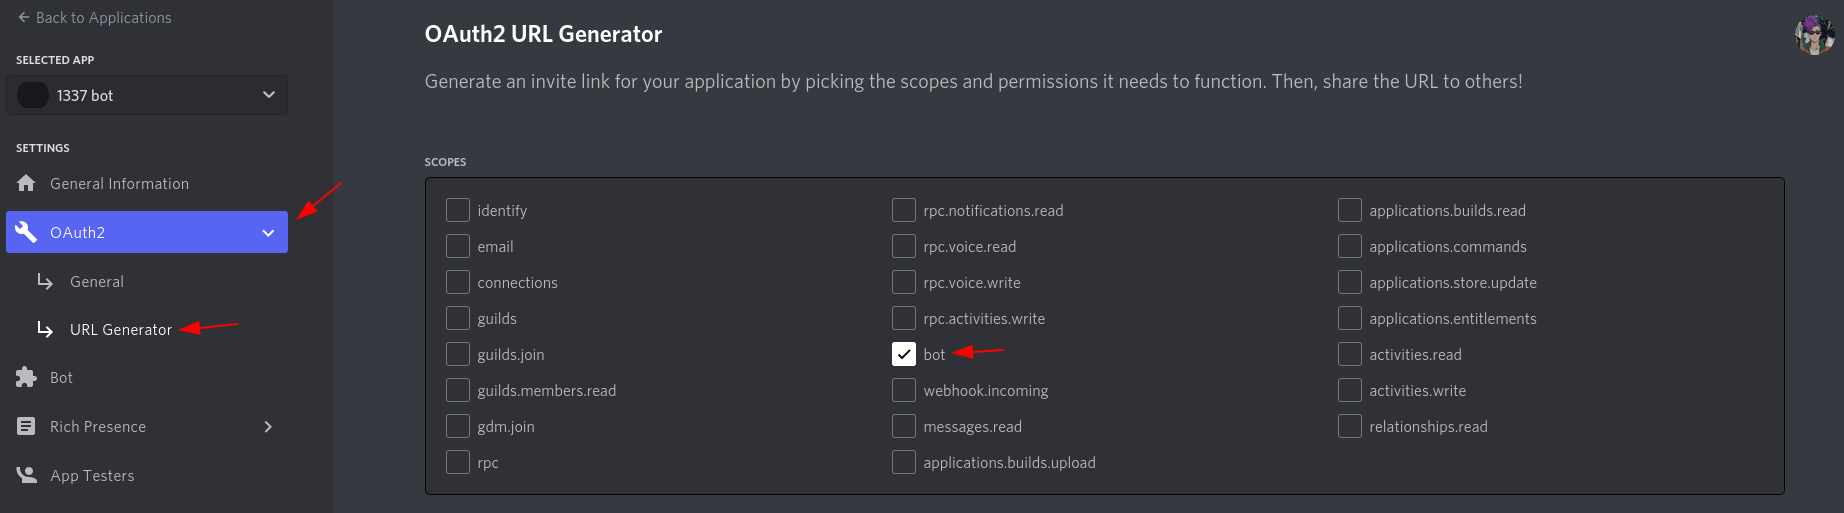 Back to Applications
SELECTED APP
1337 bot
SETTINGS
General Information
OAuth2
General
URL Generator
Bot
Rich Presence
App Testers
OAuth2 URL Generator
Generate an invite link for your application by picking the scopes and permissions it needs to function. Then, share the URL to others!
SCOPES
identify
email
connections
guilds
guilds.join
guilds.members.read
gdm.join
rpc
rpc.notifications.read
rpc.voice.read
rpc.voice.write
rpc.activities.write
bot
webhook.incoming
messages.read
applications.builds.upload
applications.builds.read
applications.commands
applications.store.update
applications.entitlements
activities.read
activities.write
relationships.read